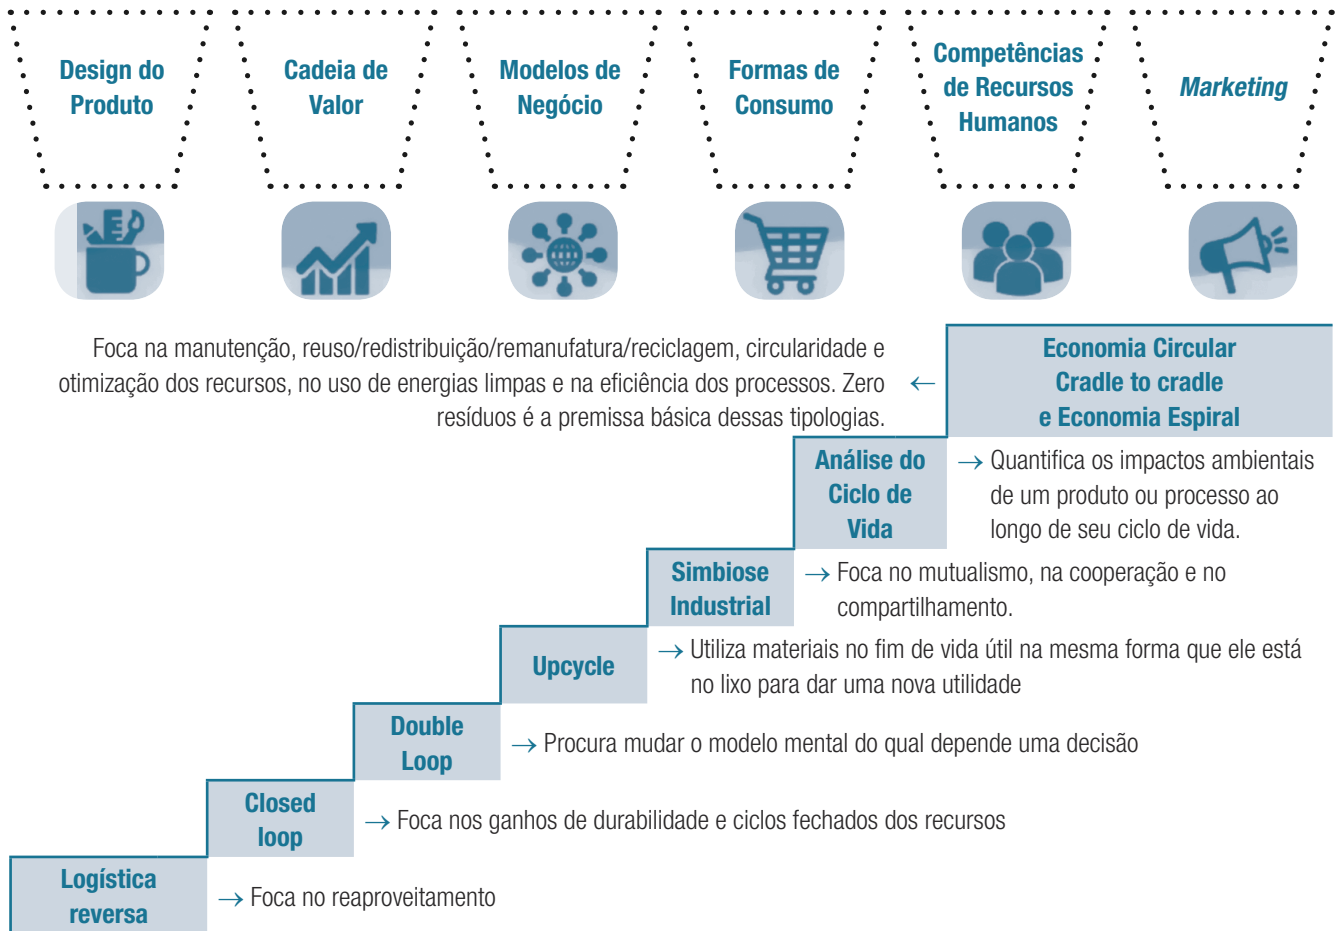 Design do
Produto
Cadeia de
Valor
Modelos de
Negócio
Formas de
Consumo
Competências
de Recursos
Humanos
Marketing
Foca na manutenção, reuso/redistribuição/remanufatura/reciclagem, circularidade e
otimização dos recursos, no uso de energias limpas e na eficiência dos processos. Zero
resíduos é a premissa básica dessas tipologias.
←
Economia Circular
Cradle to cradle
e Economia Espiral
Análise do
Ciclo de
Vida
→ Quantifica os impactos ambientais
de um produto ou processo ao
longo de seu ciclo de vida.
Simbiose
Industrial
→ Foca no mutualismo, na cooperação e no
compartilhamento.
Upcycle
→ Utiliza materiais no fim de vida útil na mesma forma que ele está
no lixo para dar uma nova utilidade
Double
Loop
→ Procura mudar o modelo mental do qual depende uma decisão
Closed
loop
→ Foca nos ganhos de durabilidade e ciclos fechados dos recursos
Logística
reversa
→ Foca no reaproveitamento